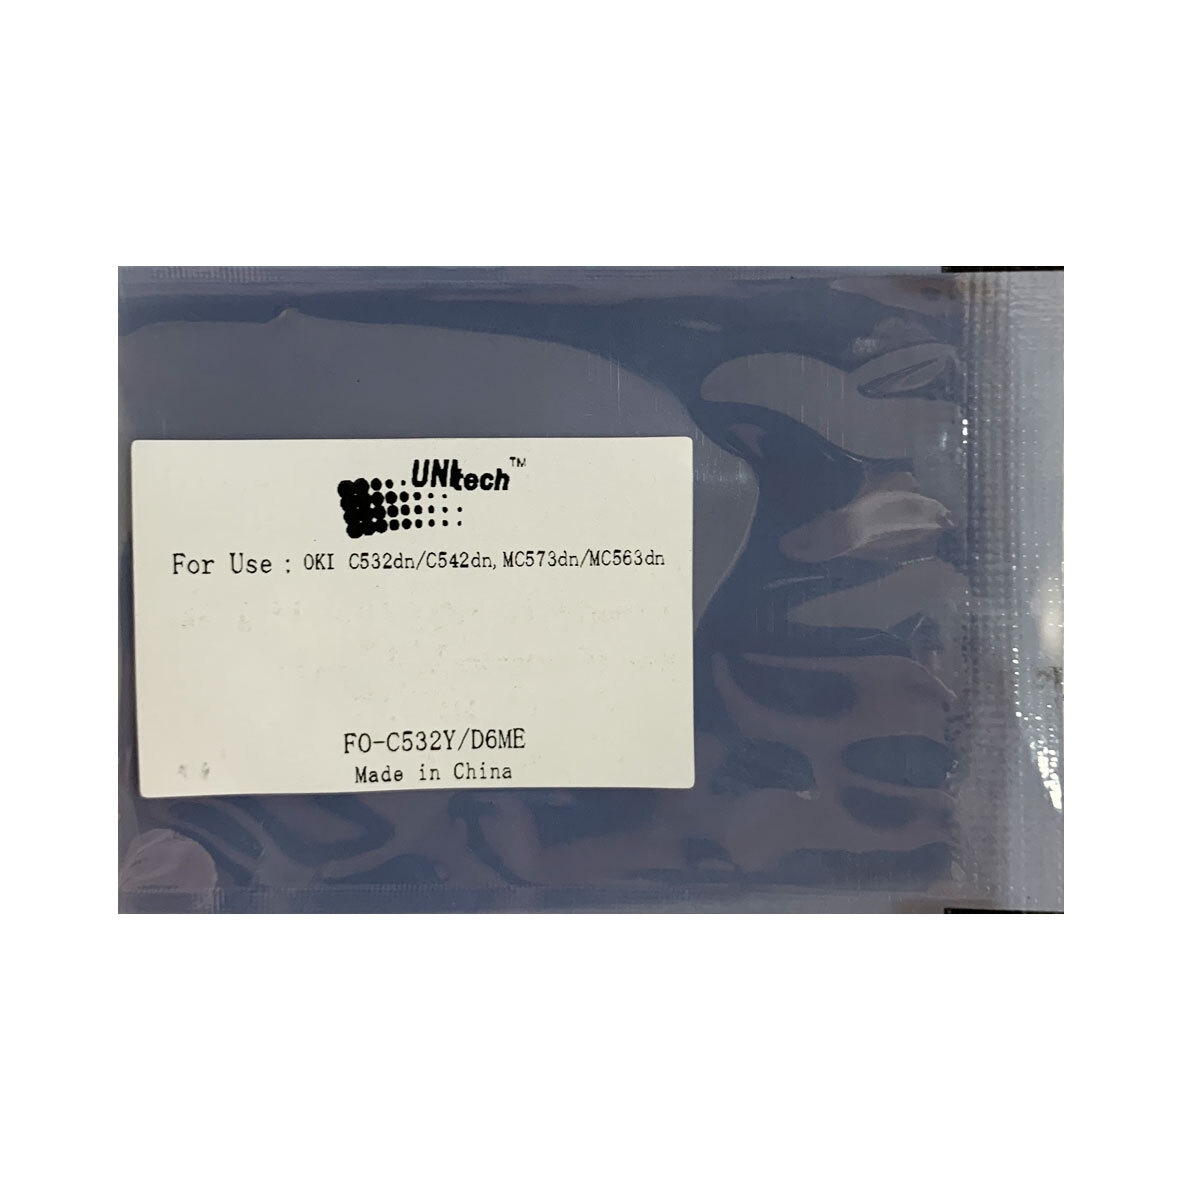 UNItech™
For Use : OKI C532dn/C542dn, MC573dn/MC563dn
FO-C532Y/D6ME
Made in China